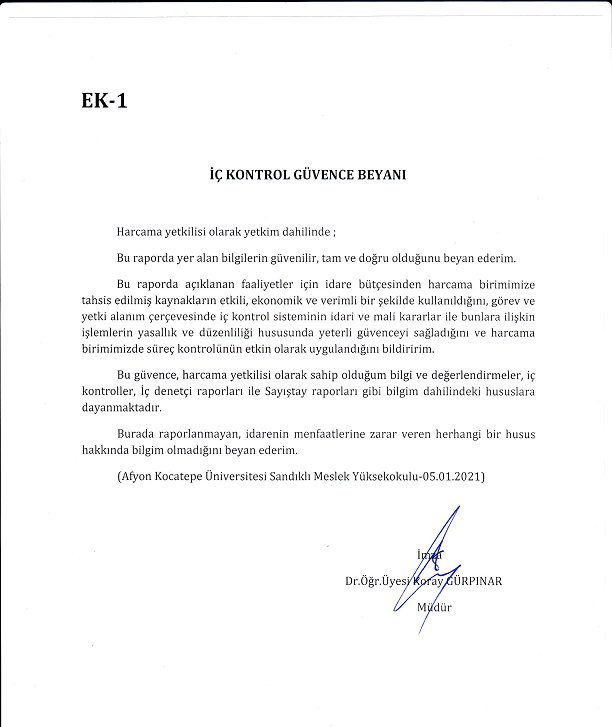 EK-1
İÇ KONTROL GÜVENCE BEYANI
Harcama yetkilisi olarak yetkim dahilinde ;
Bu raporda yer alan bilgilerin güvenilir, tam ve doğru olduğunu beyan ederim.
Bu raporda açıklanan faaliyetler için idare bütçesinden harcama birimimize
tahsis edilmiş kaynakların etkili, ekonomik ve verimli bir şekilde kullanıldığını, görev ve
yetki alanım çerçevesinde iç kontrol sisteminin idari ve mali kararlar ile bunlara ilişkin
işlemlerin yasallık ve düzenliliği hususunda yeterli güvenceyi sağladığını ve harcama
birimimizde süreç kontrolünün etkin olarak uygulandığını bildiririm.
Bu güvence, harcama yetkilisi olarak sahip olduğum bilgi ve değerlendirmeler, iç
kontroller, İç denetçi raporları ile Sayıştay raporları gibi bilgim dahilindeki hususlara
dayanmaktadır.
Burada raporlanmayan, idarenin menfaatlerine zarar veren herhangi bir husus
hakkında bilgim olmadığını beyan ederim.
(Afyon Kocatepe Üniversitesi Sandıklı Meslek Yüksekokulu-05.01.2021)
İmza
Dr.Öğr.Üyesi Koray GÜRPINAR
Müdür